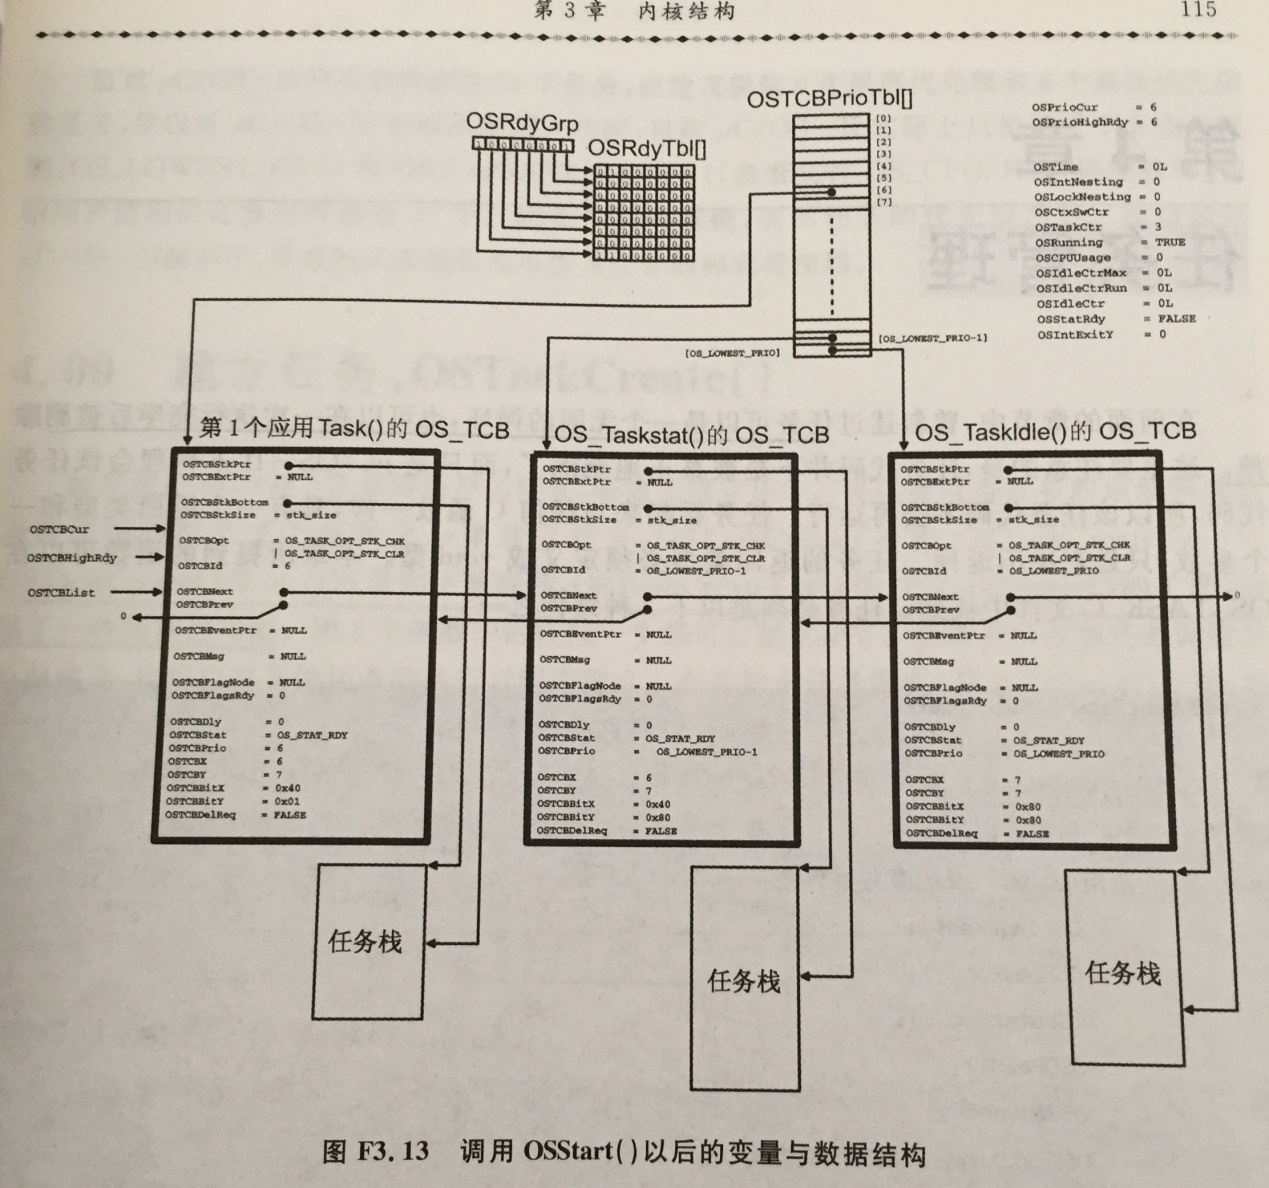 第 3 章 内核结构
115
OSTCBPrioTbl[]
OSRdyGrp
OSRdyTbl[]
[0]
[1]
[2]
[3]
[4]
[5]
[6]
[7]
OSPrioCur = 6
OSPrioHighRdy = 6
OSTime = 0L
OSIntNesting = 0
OSLockNesting = 0
OSCtxSwCtr = 0
OSTaskCtr = 3
OSRunning = TRUE
OSCPUUsage = 0
OSIdleCtrMax = 0L
OSIdleCtrRun = 0L
OSIdleCtr = 0L
OSStatRdy = FALSE
OSIntExitY = 0
[OS_LOWEST_PRIO-1]
[OS_LOWEST_PRIO]
第1个应用Task()的 OS_TCB
OSTCBStkPtr
OSTCBExtPtr = NULL
OSTCBStkBottom
OSTCBStkSize = stk_size
OSTCBOpt = OS_TASK_OPT_STK_CHK
| OS_TASK_OPT_STK_CLR
OSTCBId = 6
OSTCBNext
OSTCBPrev
OSTCBEventPtr = NULL
OSTCBMsg = NULL
OSTCBFlagNode = NULL
OSTCBFlagsRdy = 0
OSTCBDly = 0
OSTCBStat = OS_STAT_RDY
OSTCBPrio = 6
OSTCBX = 6
OSTCBY = 7
OSTCBBitX = 0x40
OSTCBBitY = 0x01
OSTCBDelReq = FALSE
OSTCBCur
OSTCBHighRdy
OSTCBList
0
OS_Taskstat()的 OS_TCB
OSTCBStkPtr
OSTCBExtPtr = NULL
OSTCBStkBottom
OSTCBStkSize = stk_size
OSTCBOpt = OS_TASK_OPT_STK_CHK
| OS_TASK_OPT_STK_CLR
OSTCBId = OS_LOWEST_PRIO-1
OSTCBNext
OSTCBPrev
OSTCBEventPtr = NULL
OSTCBMsg = NULL
OSTCBFlagNode = NULL
OSTCBFlagsRdy = 0
OSTCBDly = 0
OSTCBStat = OS_STAT_RDY
OSTCBPrio = OS_LOWEST_PRIO-1
OSTCBX = 6
OSTCBY = 7
OSTCBBitX = 0x40
OSTCBBitY = 0x80
OSTCBDelReq = FALSE
OS_TaskIdle()的 OS_TCB
OSTCBStkPtr
OSTCBExtPtr = NULL
OSTCBStkBottom
OSTCBStkSize = stk_size
OSTCBOpt = OS_TASK_OPT_STK_CHK
| OS_TASK_OPT_STK_CLR
OSTCBId = OS_LOWEST_PRIO
OSTCBNext
OSTCBPrev
OSTCBEventPtr = NULL
OSTCBMsg = NULL
OSTCBFlagNode = NULL
OSTCBFlagsRdy = 0
OSTCBDly = 0
OSTCBStat = OS_STAT_RDY
OSTCBPrio = OS_LOWEST_PRIO
OSTCBX = 7
OSTCBY = 7
OSTCBBitX = 0x80
OSTCBBitY = 0x80
OSTCBDelReq = FALSE
0
任务栈
任务栈
任务栈
图 F3.13 调用 OSStart()以后的变量与数据结构